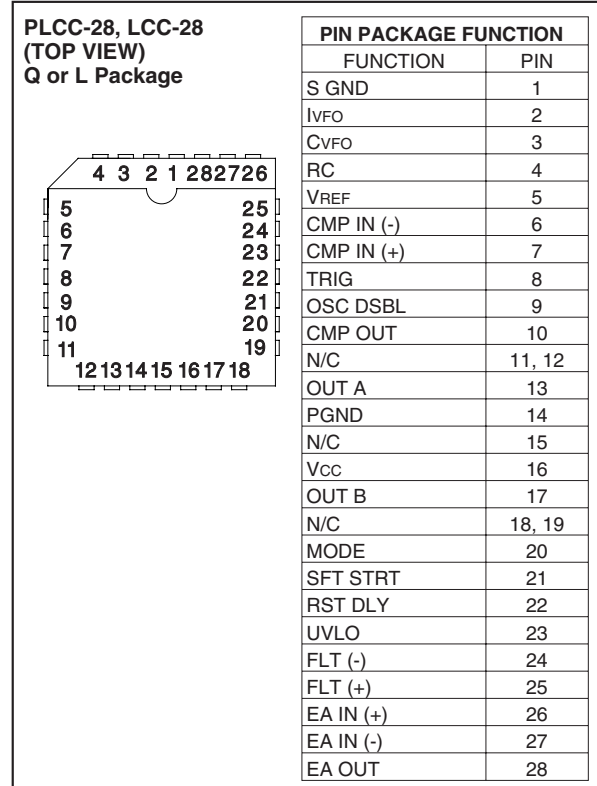 PLCC-28, LCC-28
(TOP VIEW)
Q or L Package
4 3 2 1 28 27 26
5 25
6 24
7 23
8 22
9 21
10 20
11 19
12 13 14 15 16 17 18
PIN PACKAGE FUNCTION
FUNCTION PIN
S GND 1
IVFO 2
CVFO 3
RC 4
VREF 5
CMP IN (-) 6
CMP IN (+) 7
TRIG 8
OSC DSBL 9
CMP OUT 10
N/C 11, 12
OUT A 13
PGND 14
N/C 15
VCC 16
OUT B 17
N/C 18, 19
MODE 20
SFT STRT 21
RST DLY 22
UVLO 23
FLT (-) 24
FLT (+) 25
EA IN (+) 26
EA IN (-) 27
EA OUT 28